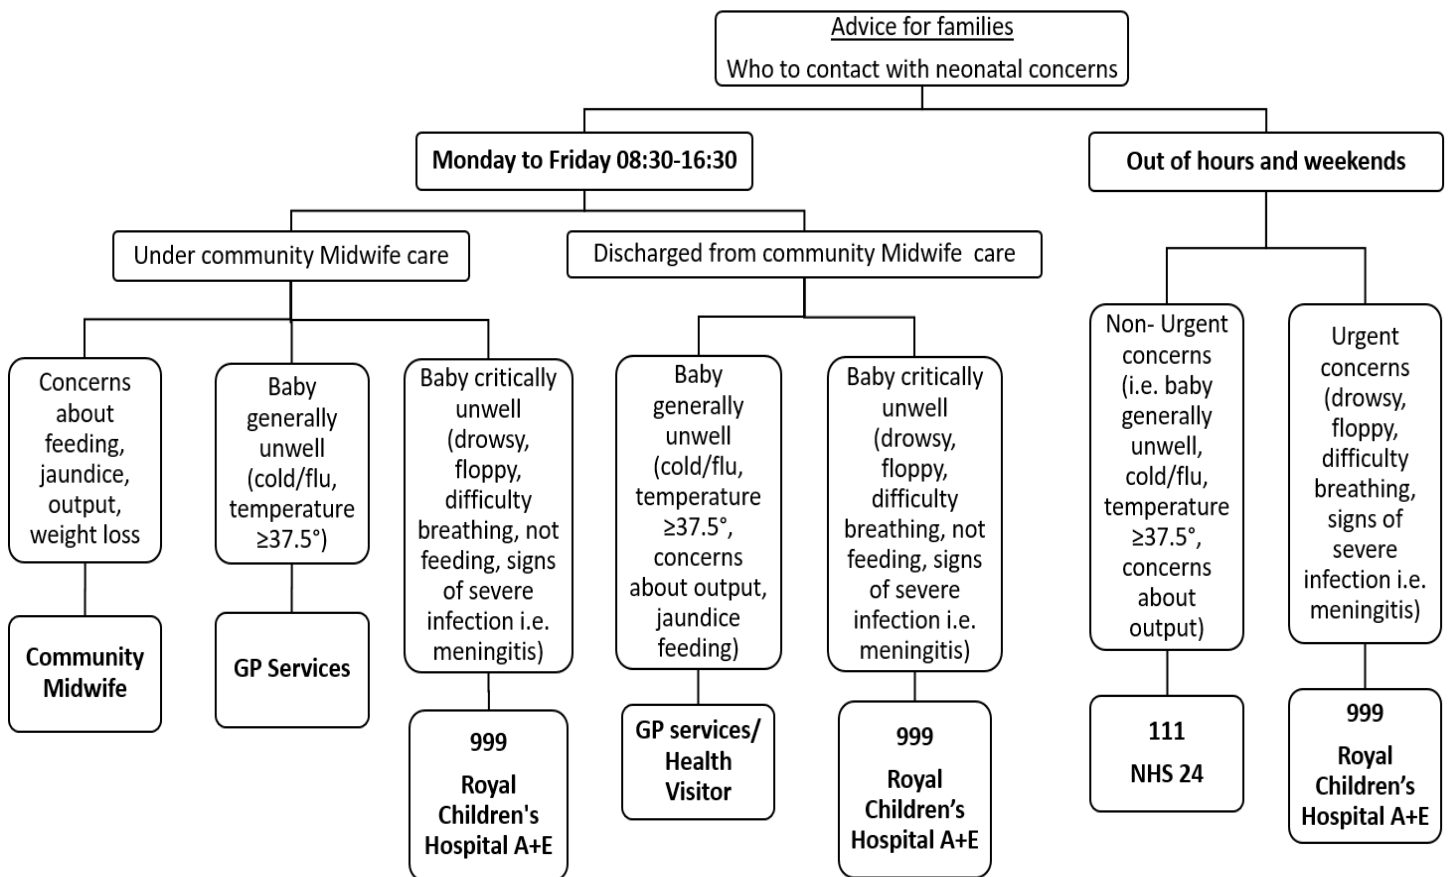 Advice for families
Who to contact with neonatal concerns
Monday to Friday 08:30-16:30
Out of hours and weekends
Under community Midwife care
Discharged from community Midwife  care
Concerns
about
feeding,
jaundice,
output,
weight loss
Community
Midwife
Baby
generally
unwell
(cold/flu,
temperature
≥37.5°)
GP Services
Baby critically
unwell
(drowsy,
floppy,
difficulty
breathing, not
feeding, signs
of severe
infection i.e.
meningitis)
999
Royal
Children's
Hospital A+E
Baby
generally
unwell
(cold/flu,
temperature
≥37.5°,
concerns
about output,
jaundice
feeding)
GP services/
Health
Visitor
Baby critically
unwell
(drowsy,
floppy,
difficulty
breathing, not
feeding, signs
of severe
infection i.e.
meningitis)
999
Royal
Children’s
Hospital A+E
Non- Urgent
concerns
(i.e. baby
generally
unwell,
cold/flu,
temperature
≥37.5°,
concerns
about
output)
111
NHS 24
Urgent
concerns
(drowsy,
floppy,
difficulty
breathing,
signs of
severe
infection i.e.
meningitis)
999
Royal
Children’s
Hospital A+E